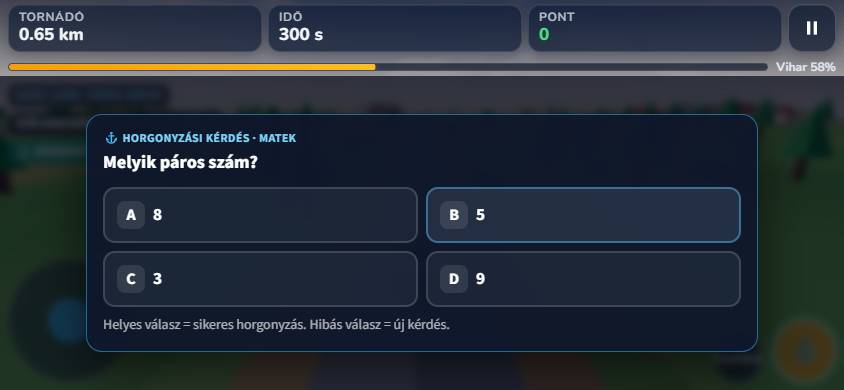 TORNÁDÓ
0.65 km
IDŐ
300 s
PONT
0
Vihar 58%
HORGONYZÁSI KÉRDÉS · MATEK
Melyik páros szám?
A 8
B 5
C 3
D 9
Helyes válasz = sikeres horgonyzás. Hibás válasz = új kérdés.